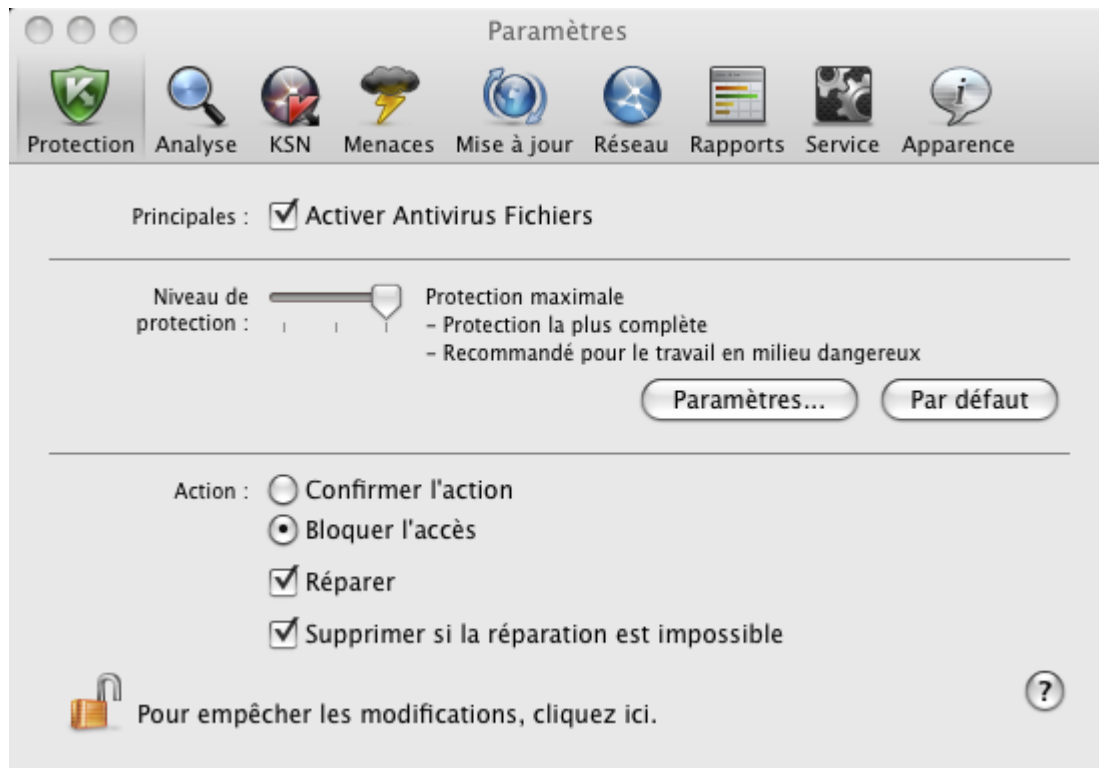 Paramètres
Protection Analyse KSN Menaces Mise à jour Réseau Rapports Service Apparence
Principales : Activer Antivirus Fichiers
Niveau de protection :
Protection maximale
– Protection la plus complète
– Recommandé pour le travail en milieu dangereux
Paramètres... Par défaut
Action : Confirmer l'action
Bloquer l'accès
Réparer
Supprimer si la réparation est impossible
Pour empêcher les modifications, cliquez ici. ?